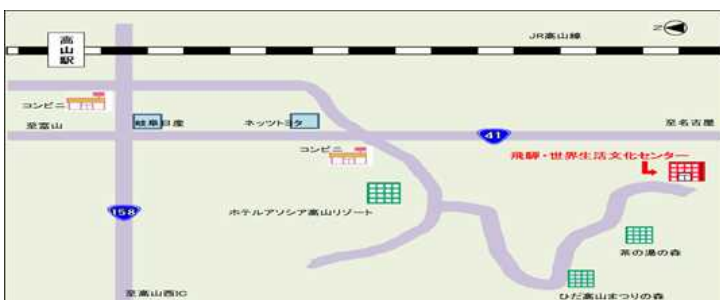 JR高山線
N
高山駅
コンビニ
至富山
岐阜日産
ネッツトヨタ
至名古屋
41
コンビニ
飛騨・世界生活文化センター
158
ホテルアソシア高山リゾート
茶の湯の森
至高山西IC
ひだ高山まつりの森